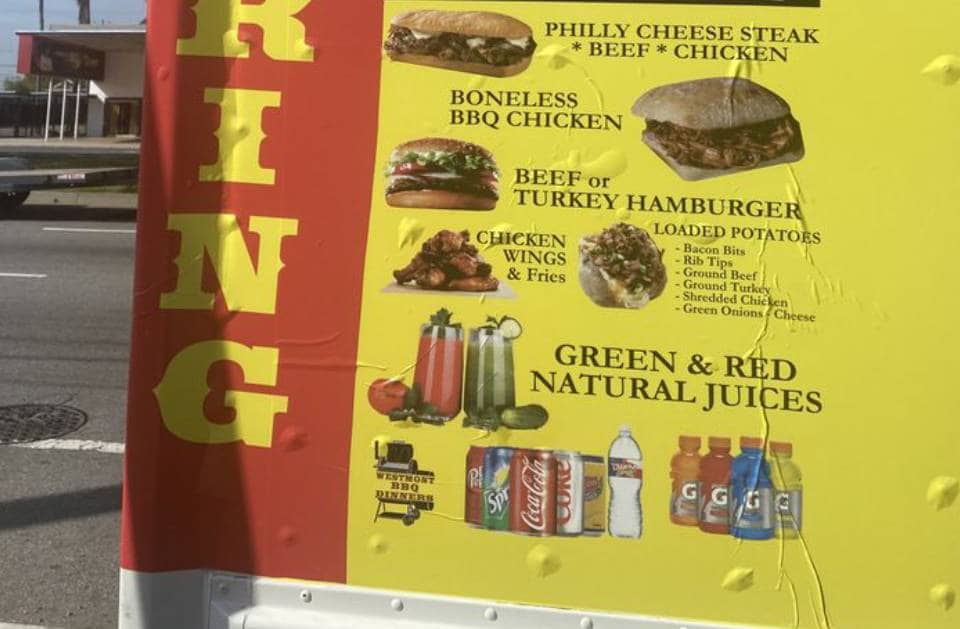 RING
PHILLY CHEESE STEAK
* BEEF * CHICKEN
BONELESS
BBQ CHICKEN
BEEF or
TURKEY HAMBURGER
CHICKEN
WINGS
& Fries
LOADED POTATOES
- Bacon Bits
- Rib Tips
- Ground Beef
- Ground Turkey
- Shredded Chicken
- Green Onions - Cheese
GREEN & RED
NATURAL JUICES
WESTMONT
BBQ
DINNERS
Dr
Spr
Coca-Cola
Coke
G
G
G
G